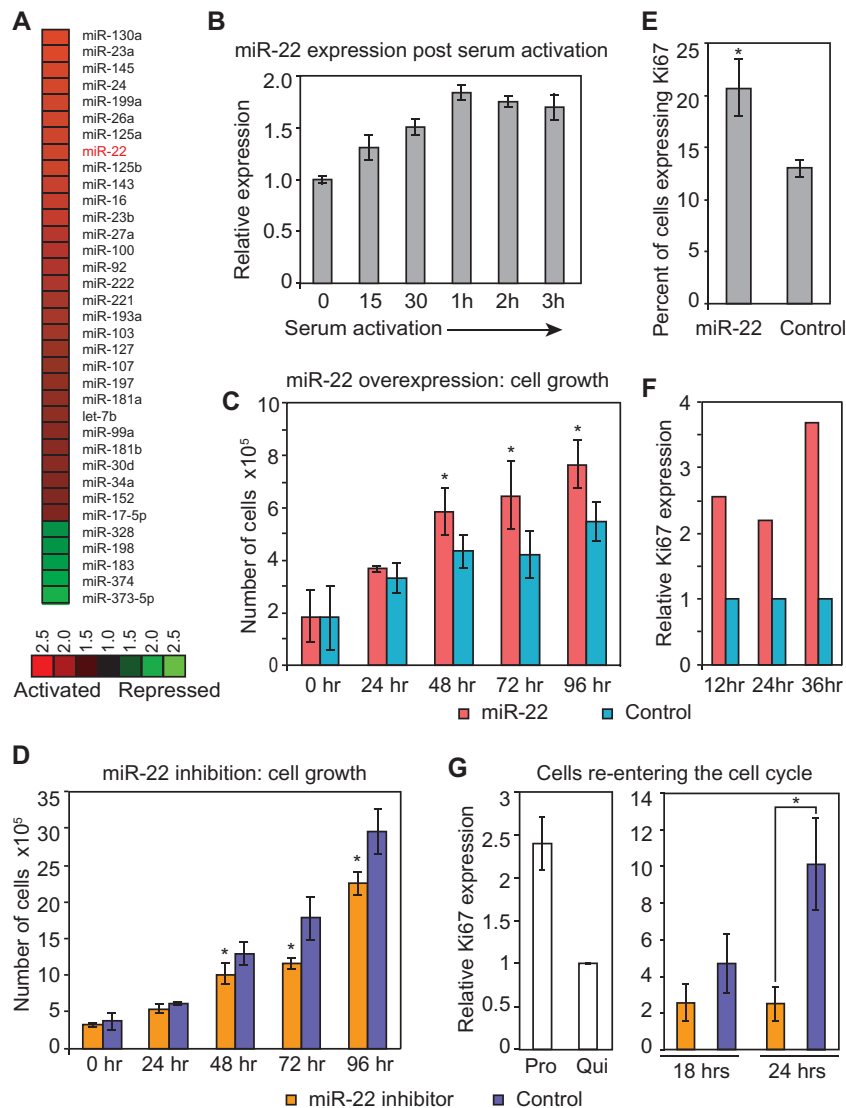 A
miR-130a
miR-23a
miR-145
miR-24
miR-199a
miR-26a
miR-125a
miR-22
miR-125b
miR-143
miR-16
miR-23b
miR-27a
miR-100
miR-92
miR-222
miR-221
miR-193a
miR-103
miR-127
miR-107
miR-197
miR-181a
let-7b
miR-99a
miR-181b
miR-30d
miR-34a
miR-152
miR-17-5p
miR-328
miR-198
miR-183
miR-374
miR-373-5p
2.5 2.0 1.5 1.0 1.5 2.0 2.5
Activated Repressed
B
miR-22 expression post serum activation
Relative expression
2.0
1.5
1.0
0.5
0
0 15 30 1h 2h 3h
Serum activation
E
Percent of cells expressing Ki67
25
20
15
10
5
0
*
miR-22 Control
C
miR-22 overexpression: cell growth
Number of cells x10⁵
10
8
6
4
2
0
* * *
0 hr 24 hr 48 hr 72 hr 96 hr
miR-22 Control
F
Relative Ki67 expression
4
3
2
1
0
12hr 24hr 36hr
D
miR-22 inhibition: cell growth
Number of cells x10⁵
35
30
25
20
15
10
5
0
* * *
0 hr 24 hr 48 hr 72 hr 96 hr
miR-22 inhibitor Control
G
Cells re-entering the cell cycle
Relative Ki67 expression
3
2.5
2
1.5
1
0.5
0
Pro Qui
14
12
10
8
6
4
2
0
*
18 hrs 24 hrs